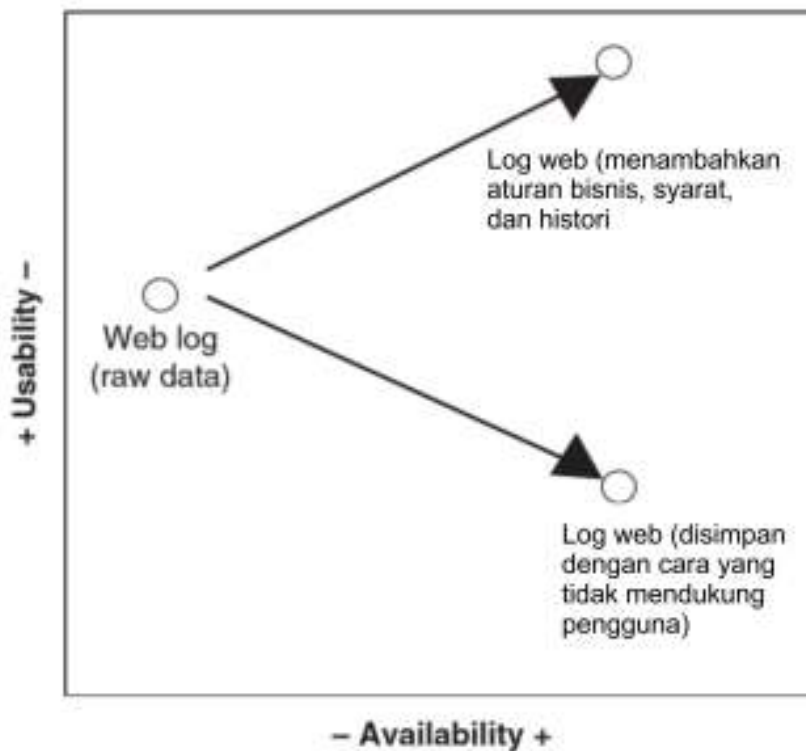 Log web (menambahkan
aturan bisnis, syarat,
dan histori
Web log
(raw data)
+ Usability –
Log web (disimpan
dengan cara yang
tidak mendukung
pengguna)
– Availability +